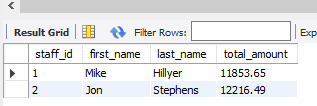 Result Grid Filter Rows: Exp
staff_id first_name last_name total_amount
1 Mike Hillyer 11853.65
2 Jon Stephens 12216.49